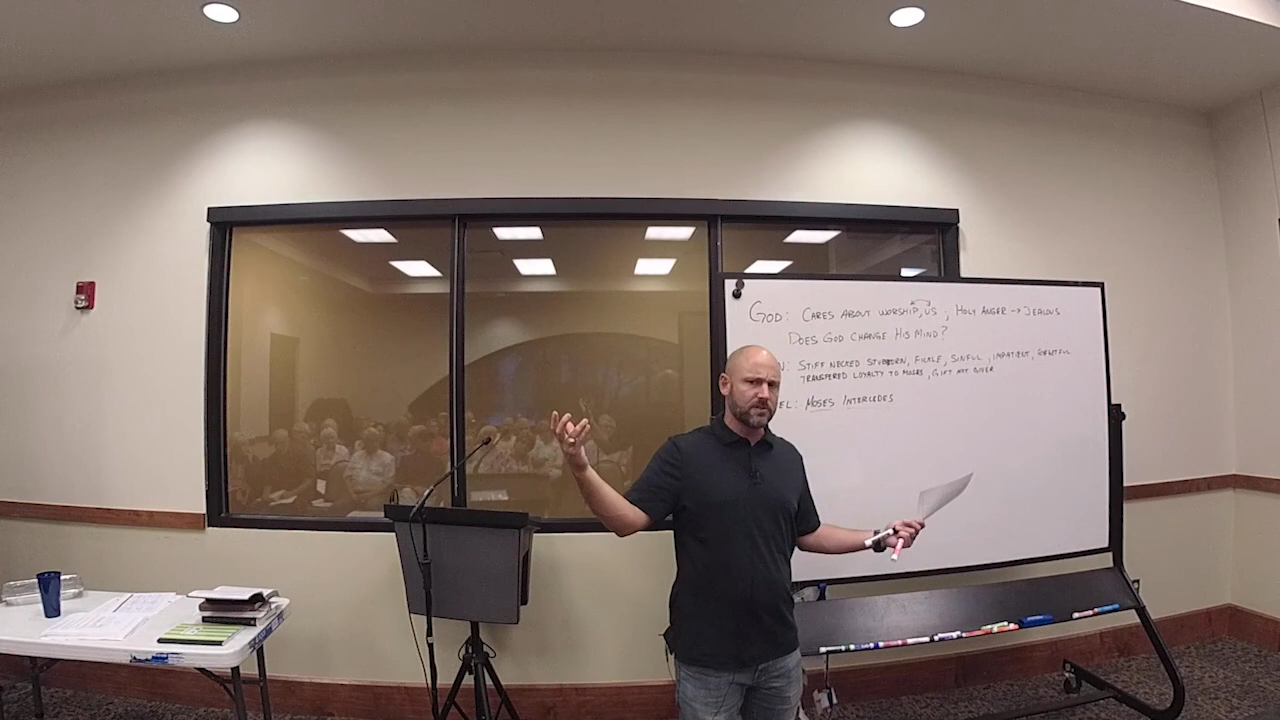 GOD: CARES ABOUT WORSHIP, US ; HOLY ANGER → JEALOUS
DOES GOD CHANGE HIS MIND?
N: STIFF NECKED STUBBORN, FICKLE, SINFUL, IMPATIENT, FORGETFUL
TRANSFERRED LOYALTY TO MOSES, GIFT NOT GIVER
EL: MOSES INTERCEDES